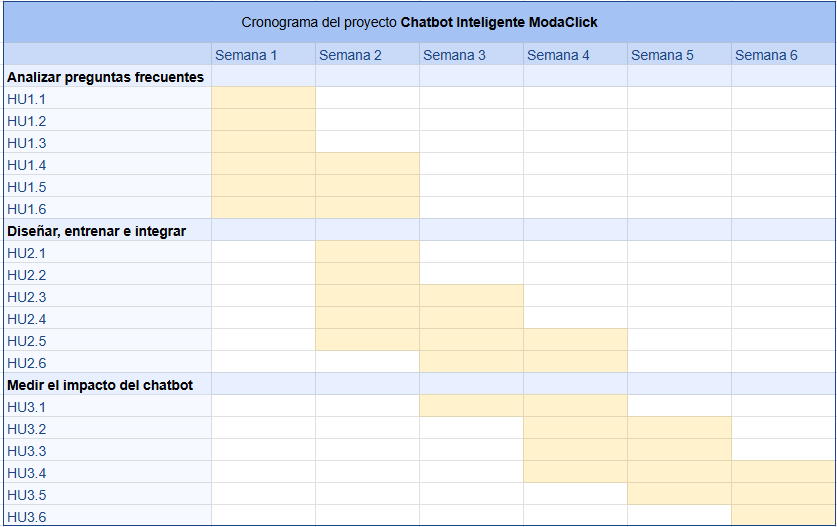 Cronograma del proyecto Chatbot Inteligente ModaClick
Semana 1 Semana 2 Semana 3 Semana 4 Semana 5 Semana 6
Analizar preguntas frecuentes
HU1.1
HU1.2
HU1.3
HU1.4
HU1.5
HU1.6
Diseñar, entrenar e integrar
HU2.1
HU2.2
HU2.3
HU2.4
HU2.5
HU2.6
Medir el impacto del chatbot
HU3.1
HU3.2
HU3.3
HU3.4
HU3.5
HU3.6